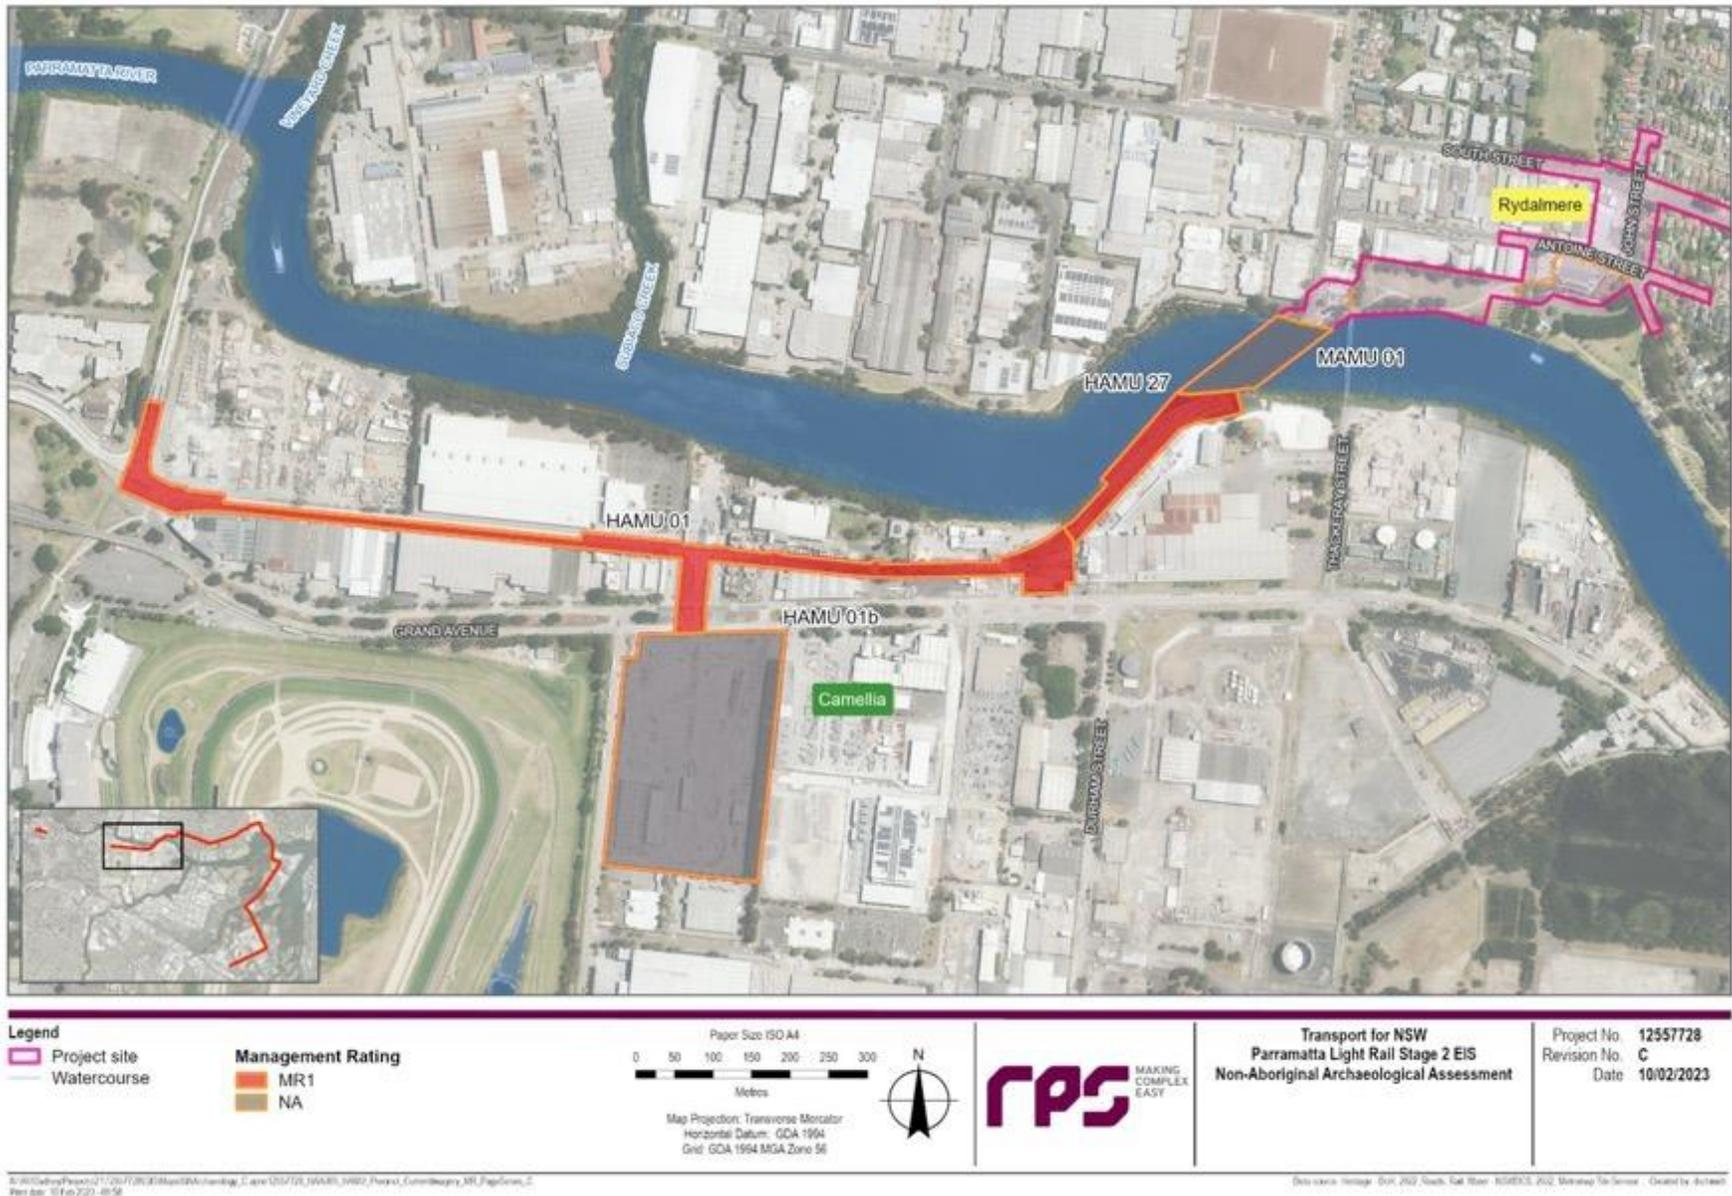 PARRAMATTA RIVER
VINEYARD CREEK
SUBIARD CREEK
SOUTH STREET
JOHN STREET
Rydalmere
ANTOINE STREET
MAMU 01
HAMU 27
THACKERAY STREET
HAMU 01
HAMU 01b
GRAND AVENUE
Camellia
DURHAM STREET
Legend
Project site
Watercourse
Management Rating
MR1
NA
Paper Size ISO A4
0 50 100 150 200 250 300
Metres
Map Projection: Transverse Mercator
Horizontal Datum: GDA 1994
Grid: GDA 1994 MGA Zone 56
N
rps
MAKING
COMPLEX
EASY
Transport for NSW
Parramatta Light Rail Stage 2 EIS
Non-Aboriginal Archaeological Assessment
Project No. 12557728
Revision No. C
Date 10/02/2023